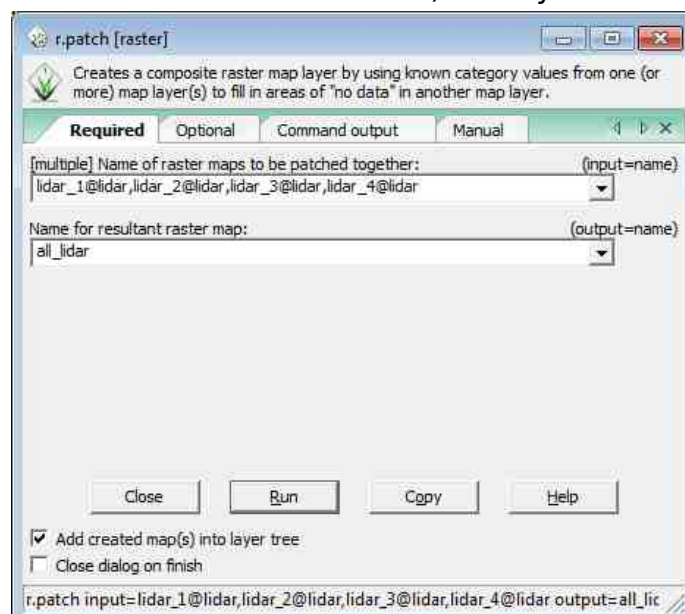 r.patch [raster]
Creates a composite raster map layer by using known category values from one (or
more) map layer(s) to fill in areas of "no data" in another map layer.
Required Optional Command output Manual
[multiple] Name of raster maps to be patched together: (input=name)
lidar_1@lidar,lidar_2@lidar,lidar_3@lidar,lidar_4@lidar
Name for resultant raster map: (output=name)
all_lidar
Close Run Copy Help
Add created map(s) into layer tree
Close dialog on finish
r.patch input=lidar_1@lidar,lidar_2@lidar,lidar_3@lidar,lidar_4@lidar output=all_lic